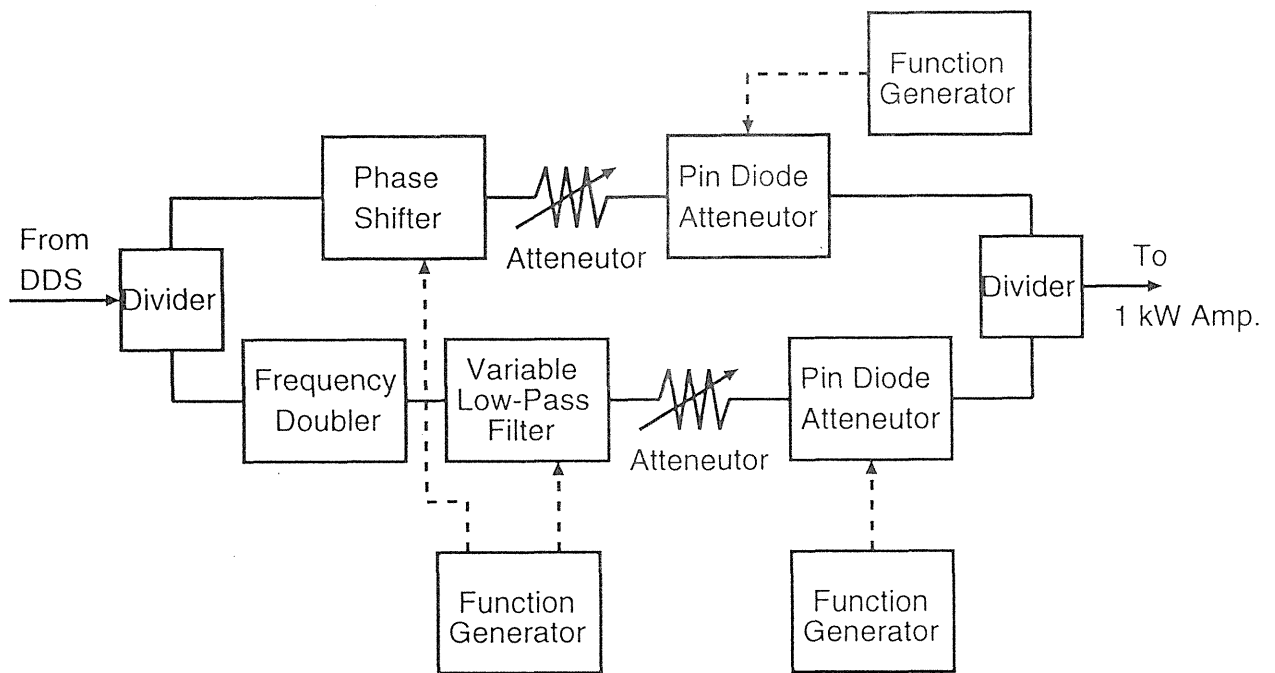 Function
Generator
Phase
Shifter
Pin Diode
Atteneutor
Atteneutor
From
DDS
Divider
Divider
To
1 kW Amp.
Frequency
Doubler
Variable
Low-Pass
Filter
Atteneutor
Pin Diode
Atteneutor
Function
Generator
Function
Generator